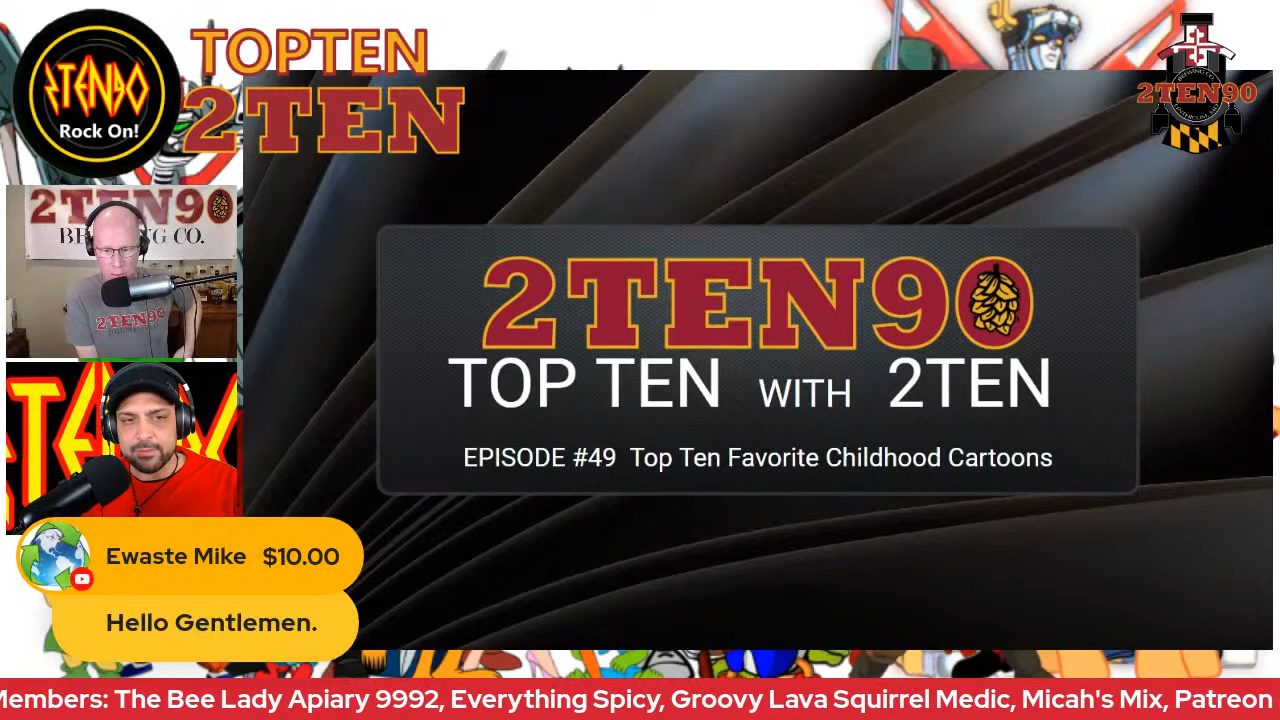 2TEN90
Rock On!
TOPTEN
2TEN
BREWING CO.
2TEN90
2TEN90
CO.
2TEN90
2TEN90
TOP TEN WITH 2TEN
EPISODE #49 Top Ten Favorite Childhood Cartoons
Ewaste Mike $10.00
Hello Gentlemen.
Members: The Bee Lady Apiary 9992, Everything Spicy, Groovy Lava Squirrel Medic, Micah's Mix, Patreon